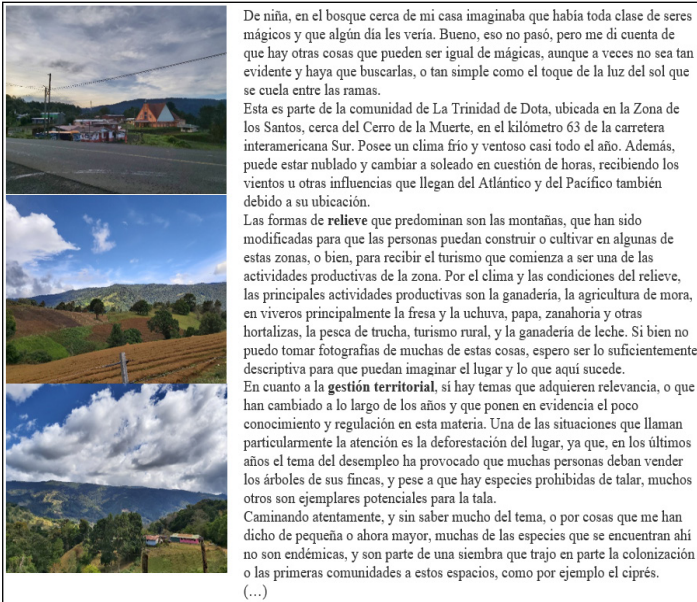 De niña, en el bosque cerca de mi casa imaginaba que había toda clase de seres
mágicos y que algún día les vería. Bueno, eso no pasó, pero me di cuenta de
que hay otras cosas que pueden ser igual de mágicas, aunque a veces no sea tan
evidente y haya que buscarlas, o tan simple como el toque de la luz del sol que
se cuela entre las ramas.
Esta es parte de la comunidad de La Trinidad de Dota, ubicada en la Zona de
los Santos, cerca del Cerro de la Muerte, en el kilómetro 63 de la carretera
interamericana Sur. Posee un clima frío y ventoso casi todo el año. Además,
puede estar nublado y cambiar a soleado en cuestión de horas, recibiendo los
vientos u otras influencias que llegan del Atlántico y del Pacífico también
debido a su ubicación.
Las formas de relieve que predominan son las montañas, que han sido
modificadas para que las personas puedan construir o cultivar en algunas de
estas zonas, o bien, para recibir el turismo que comienza a ser una de las
actividades productivas de la zona. Por el clima y las condiciones del relieve,
las principales actividades productivas son la ganadería, la agricultura de mora,
en viveros principalmente la fresa y la uchuva, papa, zanahoria y otras
hortalizas, la pesca de trucha, turismo rural, y la ganadería de leche. Si bien no
puedo tomar fotografías de muchas de estas cosas, espero ser lo suficientemente
descriptiva para que puedan imaginar el lugar y lo que aquí sucede.
En cuanto a la gestión territorial, sí hay temas que adquieren relevancia, o que
han cambiado a lo largo de los años y que ponen en evidencia el poco
conocimiento y regulación en esta materia. Una de las situaciones que llaman
particularmente la atención es la deforestación del lugar, ya que, en los últimos
años el tema del desempleo ha provocado que muchas personas deban vender
los árboles de sus fincas, y pese a que hay especies prohibidas de talar, muchos
otros son ejemplares potenciales para la tala.
Caminando atentamente, y sin saber mucho del tema, o por cosas que me han
dicho de pequeña o ahora mayor, muchas de las especies que se encuentran ahí
no son endémicas, y son parte de una siembra que trajo en parte la colonización
o las primeras comunidades a estos espacios, como por ejemplo el ciprés.
(…)